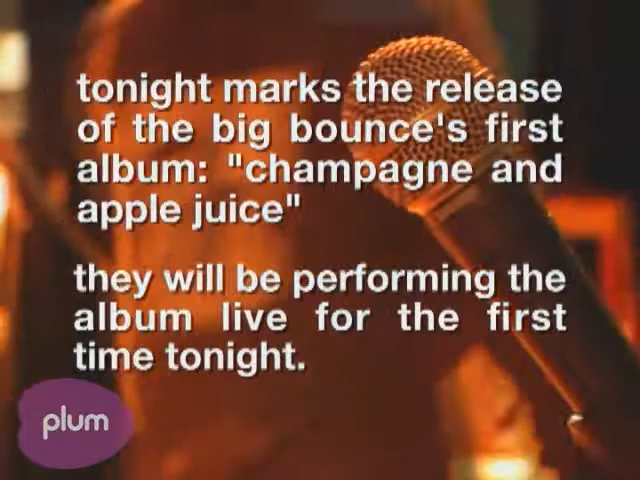 tonight marks the release
of the big bounce's first
album: "champagne and
apple juice"
they will be performing the
album live for the first
time tonight.
plum